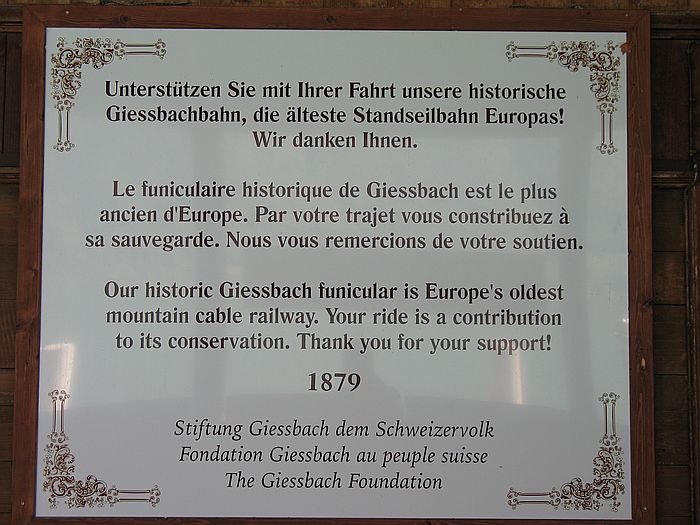 Unterstützen Sie mit Ihrer Fahrt unsere historische
Giessbachbahn, die älteste Standseilbahn Europas!
Wir danken Ihnen.
Le funiculaire historique de Giessbach est le plus
ancien d'Europe. Par votre trajet vous constribuez à
sa sauvegarde. Nous vous remercions de votre soutien.
Our historic Giessbach funicular is Europe's oldest
mountain cable railway. Your ride is a contribution
to its conservation. Thank you for your support!
1879
Stiftung Giessbach dem Schweizervolk
Fondation Giessbach au peuple suisse
The Giessbach Foundation